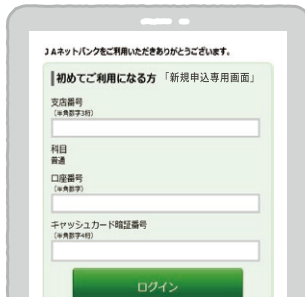 JAネットバンクをご利用いただきありがとうございます。
初めてご利用になる方 「新規申込専用画面」
支店番号
(半角数字3桁)
科目
普通
口座番号
(半角数字)
キャッシュカード暗証番号
(半角数字4桁)
ログイン